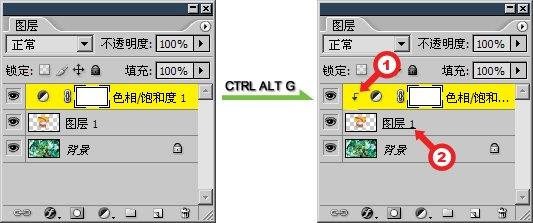 图层
正常 不透明度: 100%
锁定: 填充: 100%
色相/饱和度 1
图层 1
背景
CTRL ALT G
图层
正常 不透明度: 100%
锁定: 填充: 100%
1
色相/饱和...
图层 1
2
背景